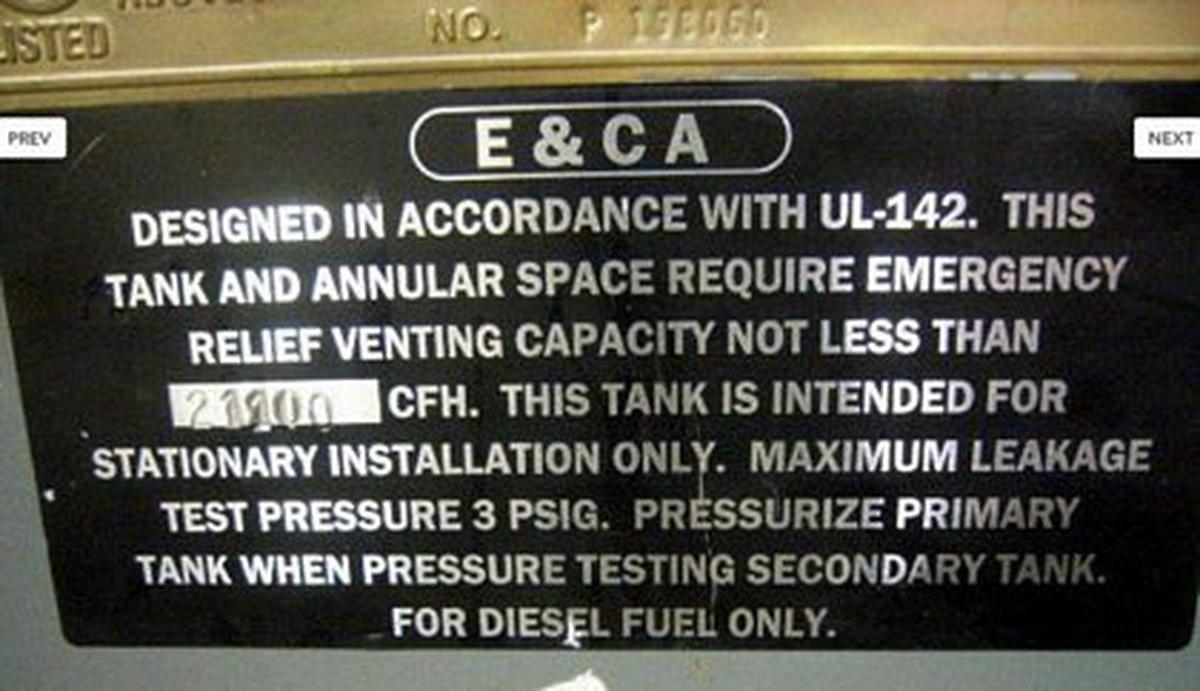 LISTED
NO.
PREV
E & C A
NEXT
DESIGNED IN ACCORDANCE WITH UL-142. THIS
TANK AND ANNULAR SPACE REQUIRE EMERGENCY
RELIEF VENTING CAPACITY NOT LESS THAN
CFH. THIS TANK IS INTENDED FOR
STATIONARY INSTALLATION ONLY. MAXIMUM LEAKAGE
TEST PRESSURE 3 PSIG. PRESSURIZE PRIMARY
TANK WHEN PRESSURE TESTING SECONDARY TANK.
FOR DIESEL FUEL ONLY.